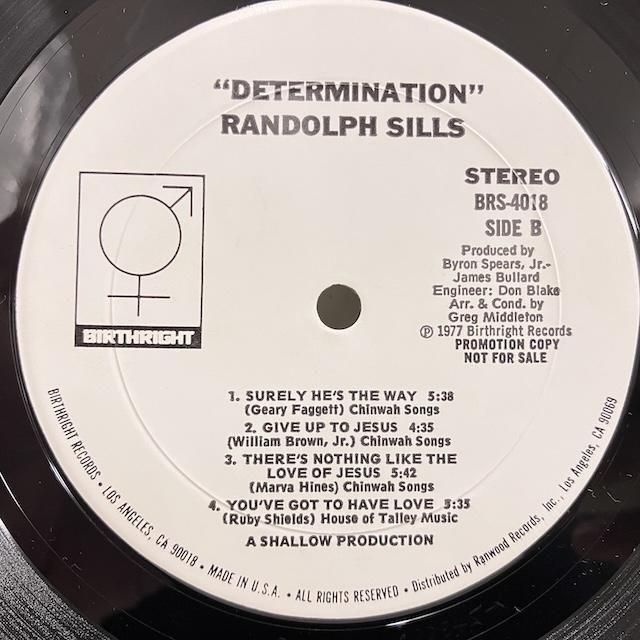 "DETERMINATION"
RANDOLPH SILLS
STEREO
BRS-4018
SIDE B
Produced by
Byron Spears, Jr.-
James Bullard
Engineer: Don Blake
Arr. & Cond. by
Greg Middleton
℗ 1977 Birthright Records
PROMOTION COPY
NOT FOR SALE
BIRTHRIGHT
1. SURELY HE'S THE WAY 5:38
(Geary Faggett) Chinwah Songs
2. GIVE UP TO JESUS 4:35
(William Brown, Jr.) Chinwah Songs
3. THERE'S NOTHING LIKE THE
LOVE OF JESUS 5:42
(Marva Hines) Chinwah Songs
4. YOU'VE GOT TO HAVE LOVE 5:35
(Ruby Shields) House of Talley Music
A SHALLOW PRODUCTION
BIRTHRIGHT RECORDS • LOS ANGELES, CA 90018 • MADE IN U.S.A. • ALL RIGHTS RESERVED • Distributed by Ranwood Records, Inc., Los Angeles, CA 90069